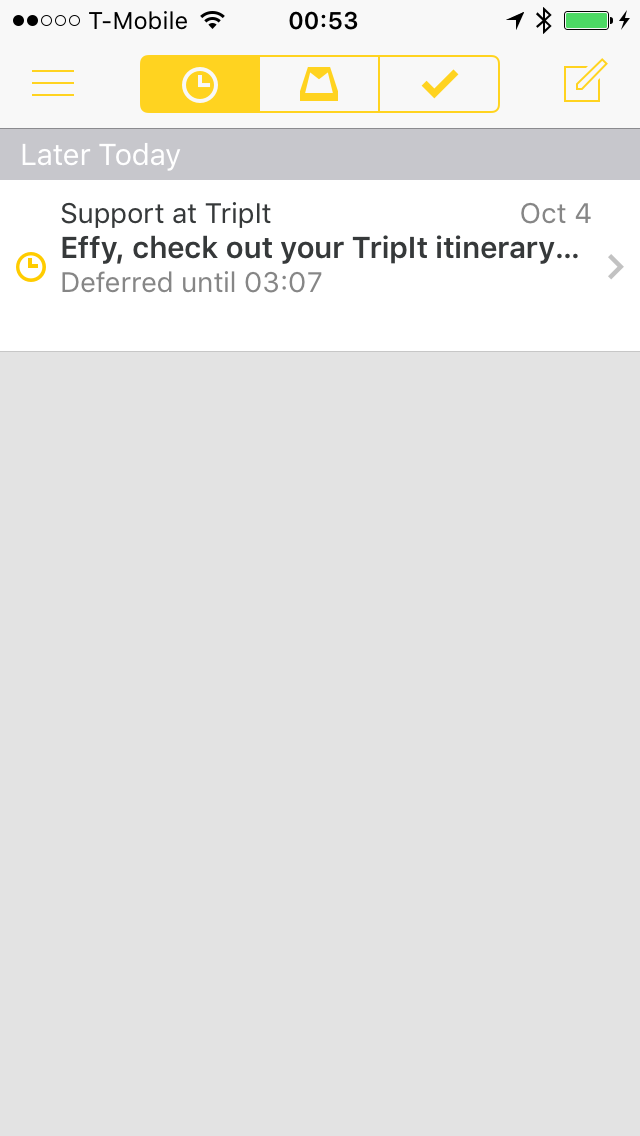 T-Mobile 00:53
Later Today
Support at TripIt Oct 4
Effy, check out your TripIt itinerary...
Deferred until 03:07